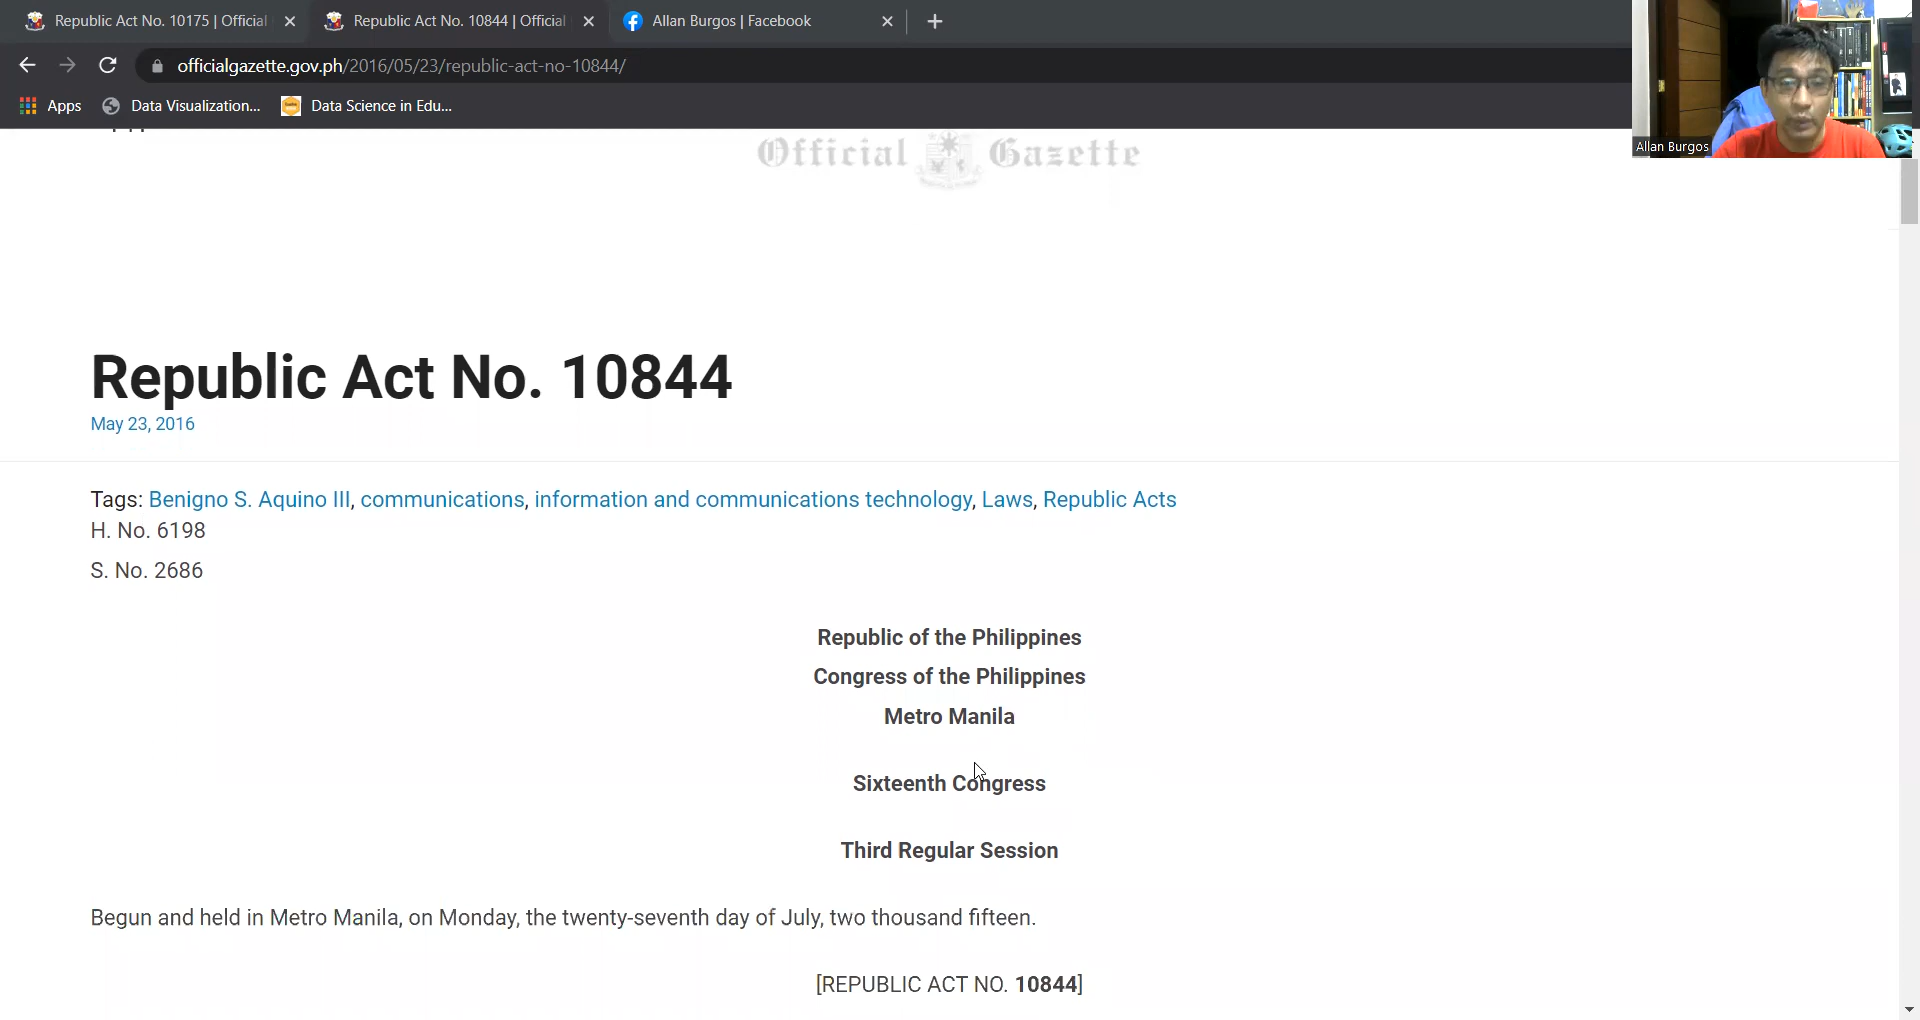 Republic Act No. 10175 | Official
Republic Act No. 10844 | Official
Allan Burgos | Facebook
officialgazette.gov.ph/2016/05/23/republic-act-no-10844/
Apps
Data Visualization...
Data Science in Edu...
Allan Burgos
Official Gazette
Republic Act No. 10844
May 23, 2016
Tags: Benigno S. Aquino III, communications, information and communications technology, Laws, Republic Acts
H. No. 6198
S. No. 2686
Republic of the Philippines
Congress of the Philippines
Metro Manila
Sixteenth Congress
Third Regular Session
Begun and held in Metro Manila, on Monday, the twenty-seventh day of July, two thousand fifteen.
[REPUBLIC ACT NO. 10844]